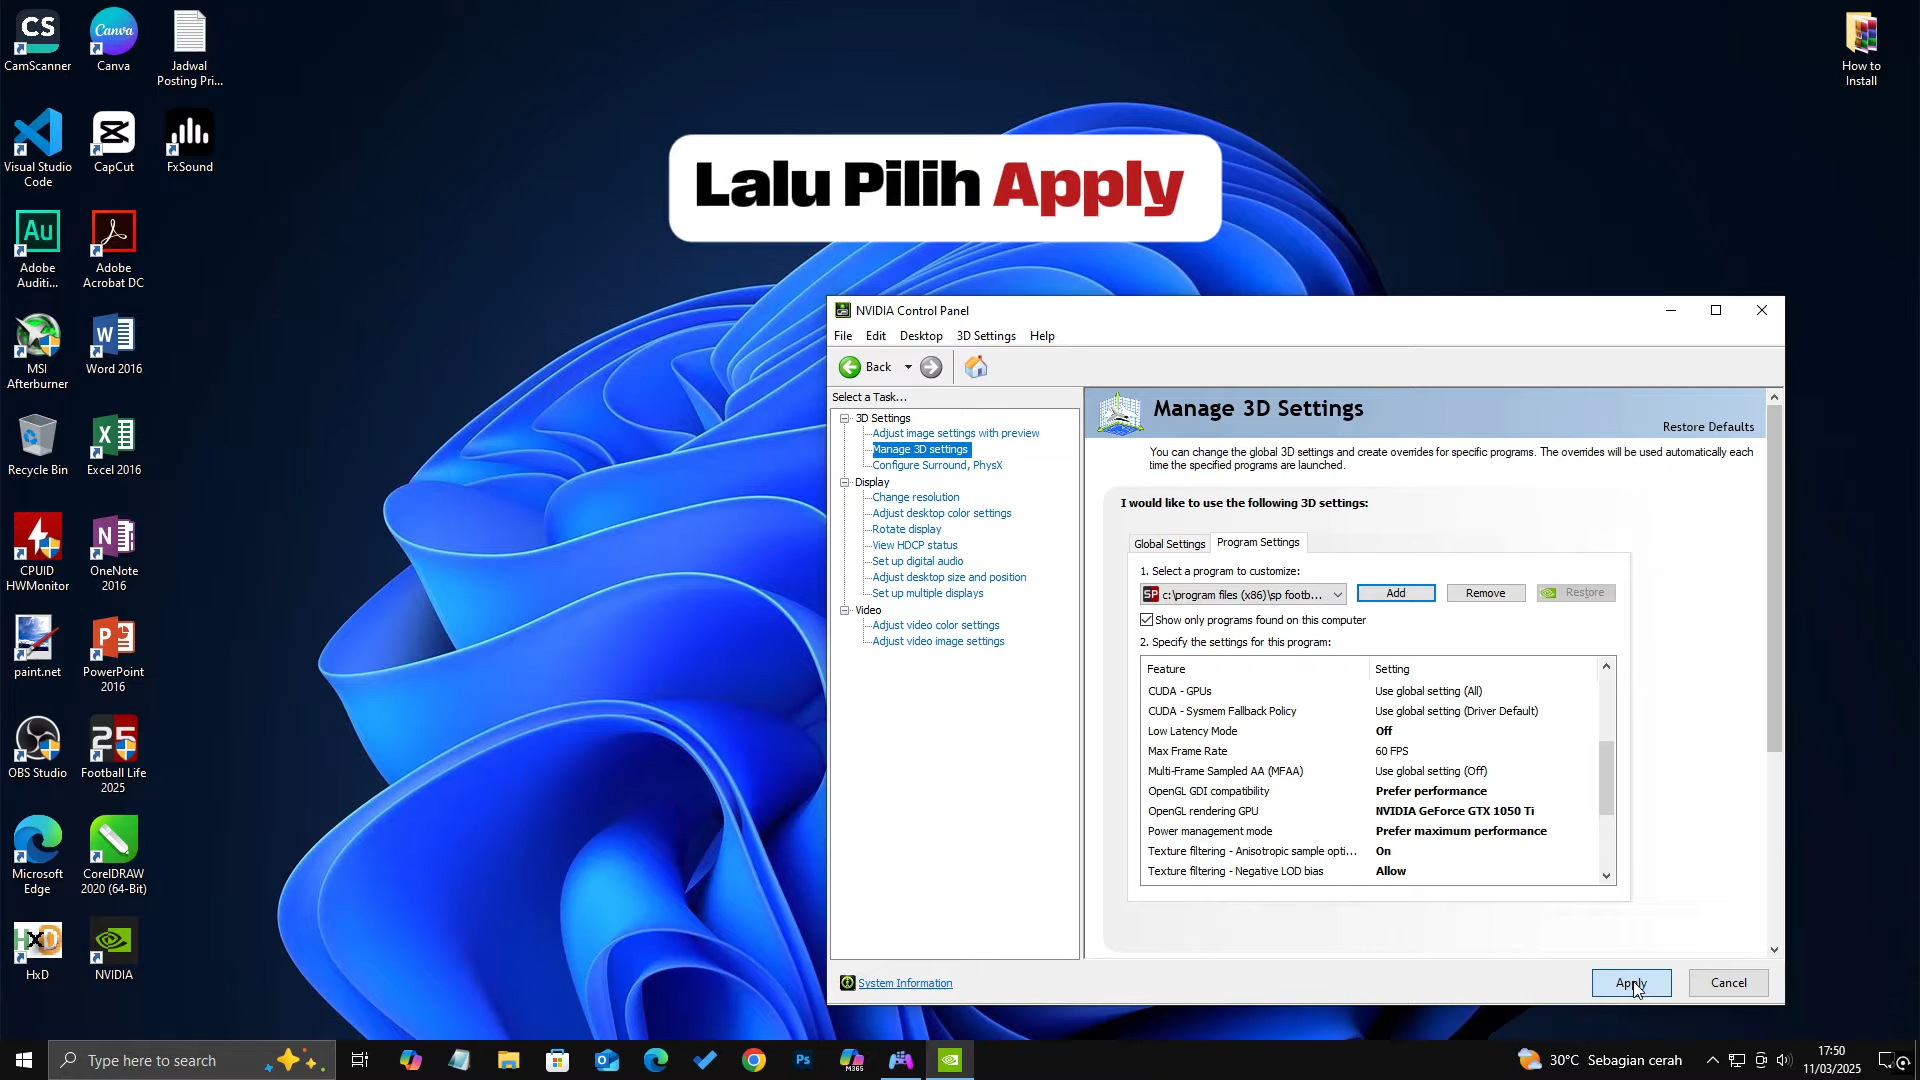 CS
CamScanner
Canva
Canva
Jadwal
Posting Pri...
How to
Install
Visual Studio
Code
CapCut
FxSound
Lalu Pilih Apply
Au
Adobe
Auditi...
Adobe
Acrobat DC
MSI
Afterburner
Word 2016
Recycle Bin
Excel 2016
CPUID
HWMonitor
OneNote
2016
paint.net
PowerPoint
2016
OBS Studio
25
Football Life
2025
Microsoft
Edge
CorelDRAW
2020 (64-Bit)
HxD
HxD
NVIDIA
NVIDIA Control Panel
File Edit Desktop 3D Settings Help
Back
Select a Task...
3D Settings
Adjust image settings with preview
Manage 3D settings
Configure Surround, PhysX
Display
Change resolution
Adjust desktop color settings
Rotate display
View HDCP status
Set up digital audio
Adjust desktop size and position
Set up multiple displays
Video
Adjust video color settings
Adjust video image settings
Manage 3D Settings
Restore Defaults
You can change the global 3D settings and create overrides for specific programs. The overrides will be used automatically each
time the specified programs are launched.
I would like to use the following 3D settings:
Global Settings Program Settings
1. Select a program to customize:
SP c:\program files (x86)\sp footb... Add Remove Restore
Show only programs found on this computer
2. Specify the settings for this program:
Feature Setting
CUDA - GPUs Use global setting (All)
CUDA - Sysmem Fallback Policy Use global setting (Driver Default)
Low Latency Mode Off
Max Frame Rate 60 FPS
Multi-Frame Sampled AA (MFAA) Use global setting (Off)
OpenGL GDI compatibility Prefer performance
OpenGL rendering GPU NVIDIA GeForce GTX 1050 Ti
Power management mode Prefer maximum performance
Texture filtering - Anisotropic sample opti... On
Texture filtering - Negative LOD bias Allow
System Information
Apply Cancel
Type here to search
Ps
M365
30°C Sebagian cerah
17:50
11/03/2025